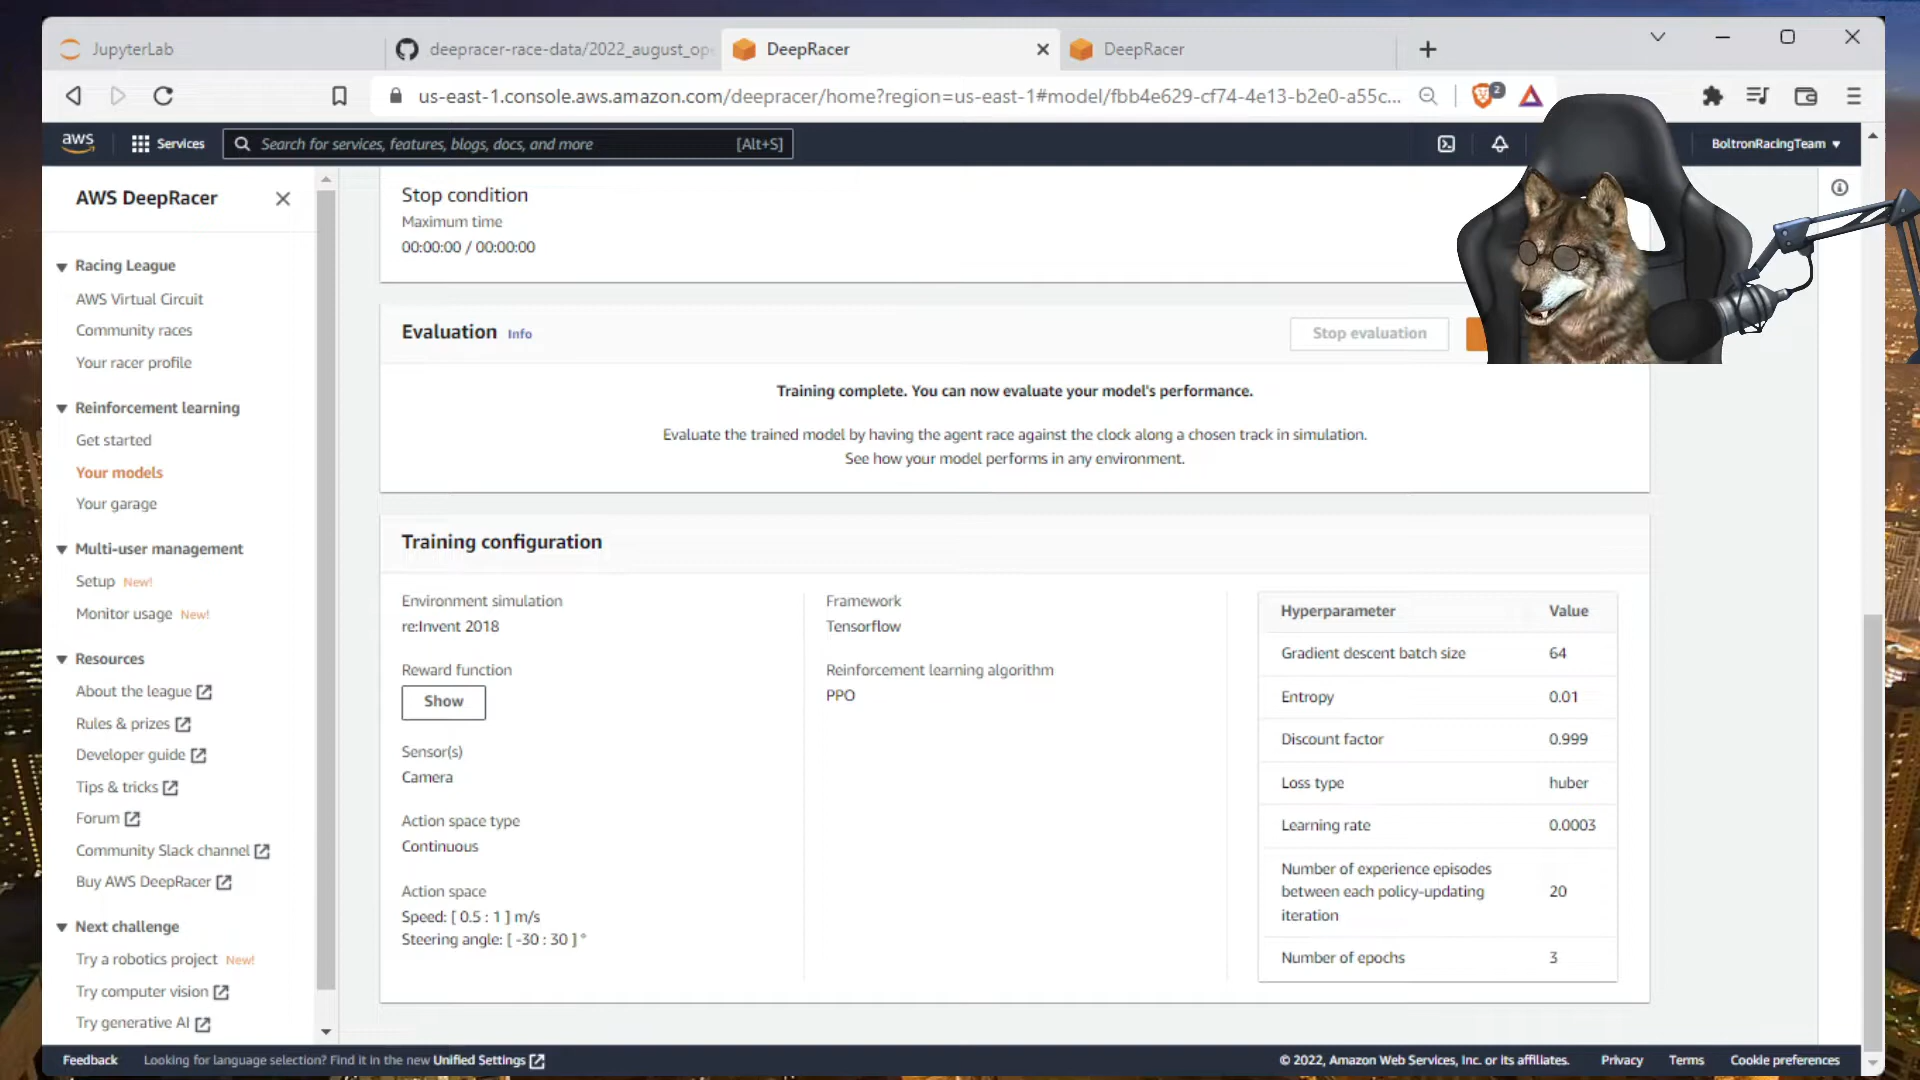 JupyterLab
deepracer-race-data/2022_august_op
DeepRacer
DeepRacer
us-east-1.console.aws.amazon.com/deepracer/home?region=us-east-1#model/fbb4e629-cf74-4e13-b2e0-a55c...
2
aws
Services
Search for services, features, blogs, docs, and more
[Alt+S]
BoltronRacingTeam
AWS DeepRacer
Racing League
AWS Virtual Circuit
Community races
Your racer profile
Reinforcement learning
Get started
Your models
Your garage
Multi-user management
Setup New!
Monitor usage New!
Resources
About the league
Rules & prizes
Developer guide
Tips & tricks
Forum
Community Slack channel
Buy AWS DeepRacer
Next challenge
Try a robotics project New!
Try computer vision
Try generative AI
Stop condition
Maximum time
00:00:00 / 00:00:00
Evaluation Info
Stop evaluation
Training complete. You can now evaluate your model's performance.
Evaluate the trained model by having the agent race against the clock along a chosen track in simulation.
See how your model performs in any environment.
Training configuration
Environment simulation
re:Invent 2018
Reward function
Show
Sensor(s)
Camera
Action space type
Continuous
Action space
Speed: [ 0.5 : 1 ] m/s
Steering angle: [ -30 : 30 ] °
Framework
Tensorflow
Reinforcement learning algorithm
PPO
Hyperparameter Value
Gradient descent batch size 64
Entropy 0.01
Discount factor 0.999
Loss type huber
Learning rate 0.0003
Number of experience episodes
between each policy-updating 20
iteration
Number of epochs 3
Feedback
Looking for language selection? Find it in the new Unified Settings
© 2022, Amazon Web Services, Inc. or its affiliates.
Privacy
Terms
Cookie preferences